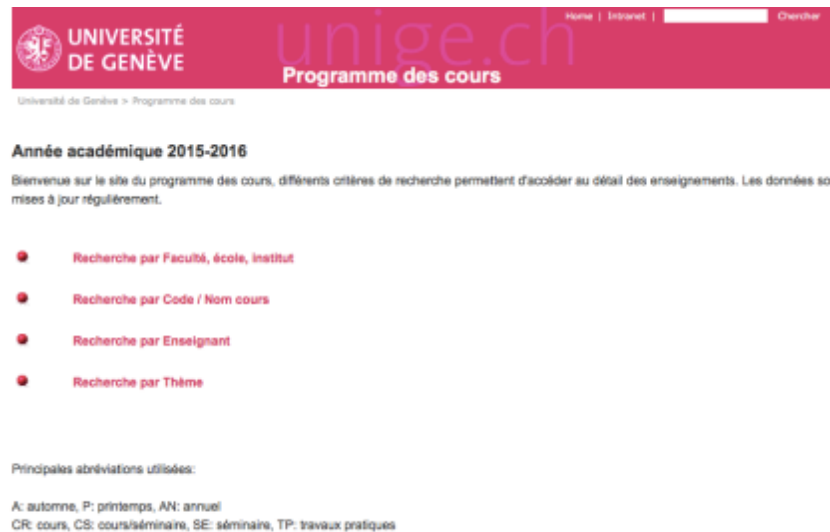 Home | Intranet | Chercher
UNIVERSITÉ
DE GENÈVE
unige.ch
Programme des cours
Université de Genève > Programme des cours
Année académique 2015-2016
Bienvenue sur le site du programme des cours, différents critères de recherche permettent d'accéder au détail des enseignements. Les données so
mises à jour régulièrement.
Recherche par Faculté, école, institut
Recherche par Code / Nom cours
Recherche par Enseignant
Recherche par Thème
Principales abréviations utilisées:
A: automne, P: printemps, AN: annuel
CR: cours, CS: cours/séminaire, SE: séminaire, TP: travaux pratiques